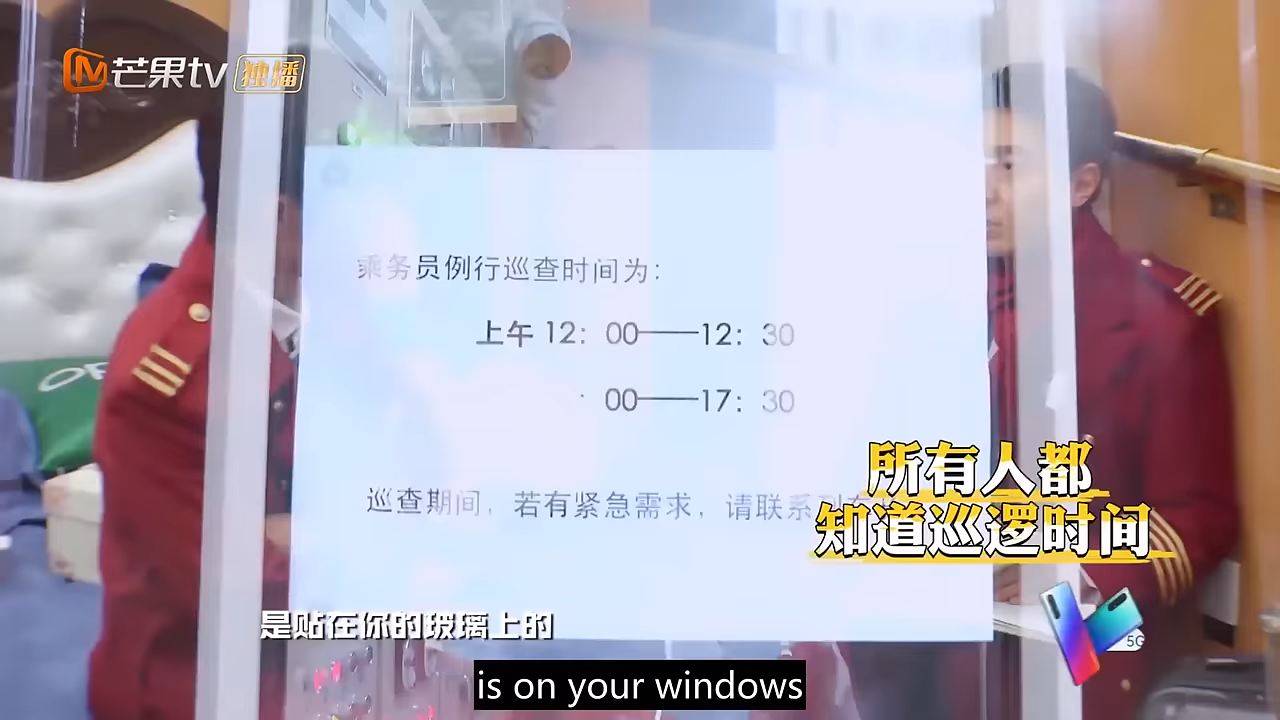 芒果tv 独播
乘务员例行巡查时间为：
上午 12：00——12：30
00——17：30
巡查期间，若有紧急需求，请联系列车
所有人都
知道巡逻时间
是贴在你的玻璃上的
5G
is on your windows